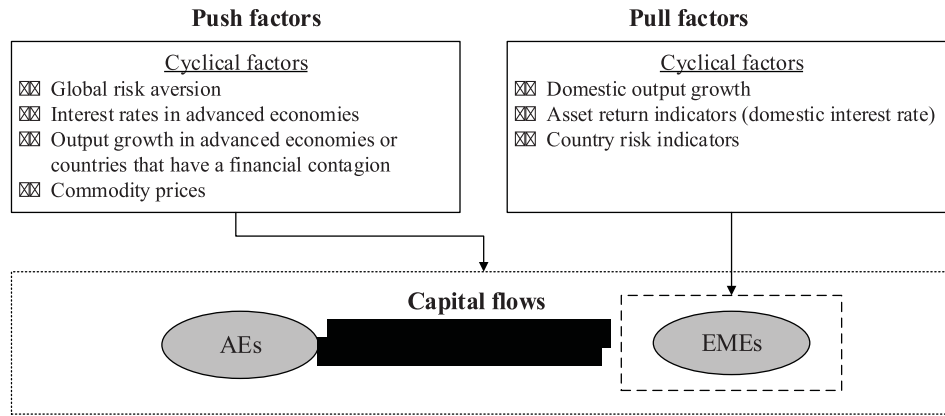 Push factors
Cyclical factors
Global risk aversion
Interest rates in advanced economies
Output growth in advanced economies or
countries that have a financial contagion
Commodity prices
Pull factors
Cyclical factors
Domestic output growth
Asset return indicators (domestic interest rate)
Country risk indicators
Capital flows
AEs
EMEs